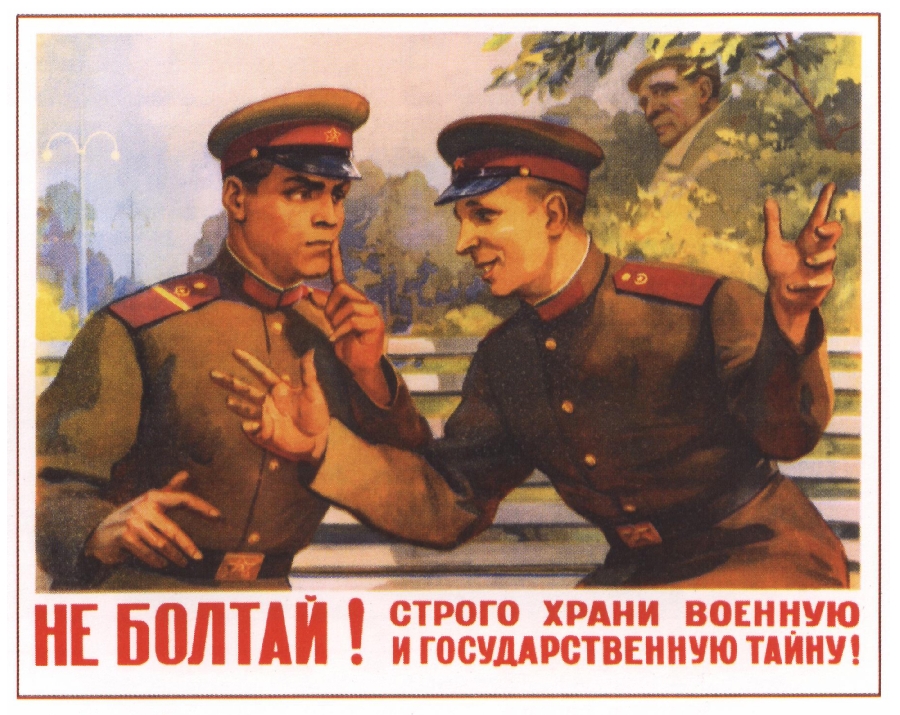 НЕ БОЛТАЙ!
СТРОГО ХРАНИ ВОЕННУЮ
И ГОСУДАРСТВЕННУЮ ТАЙНУ!